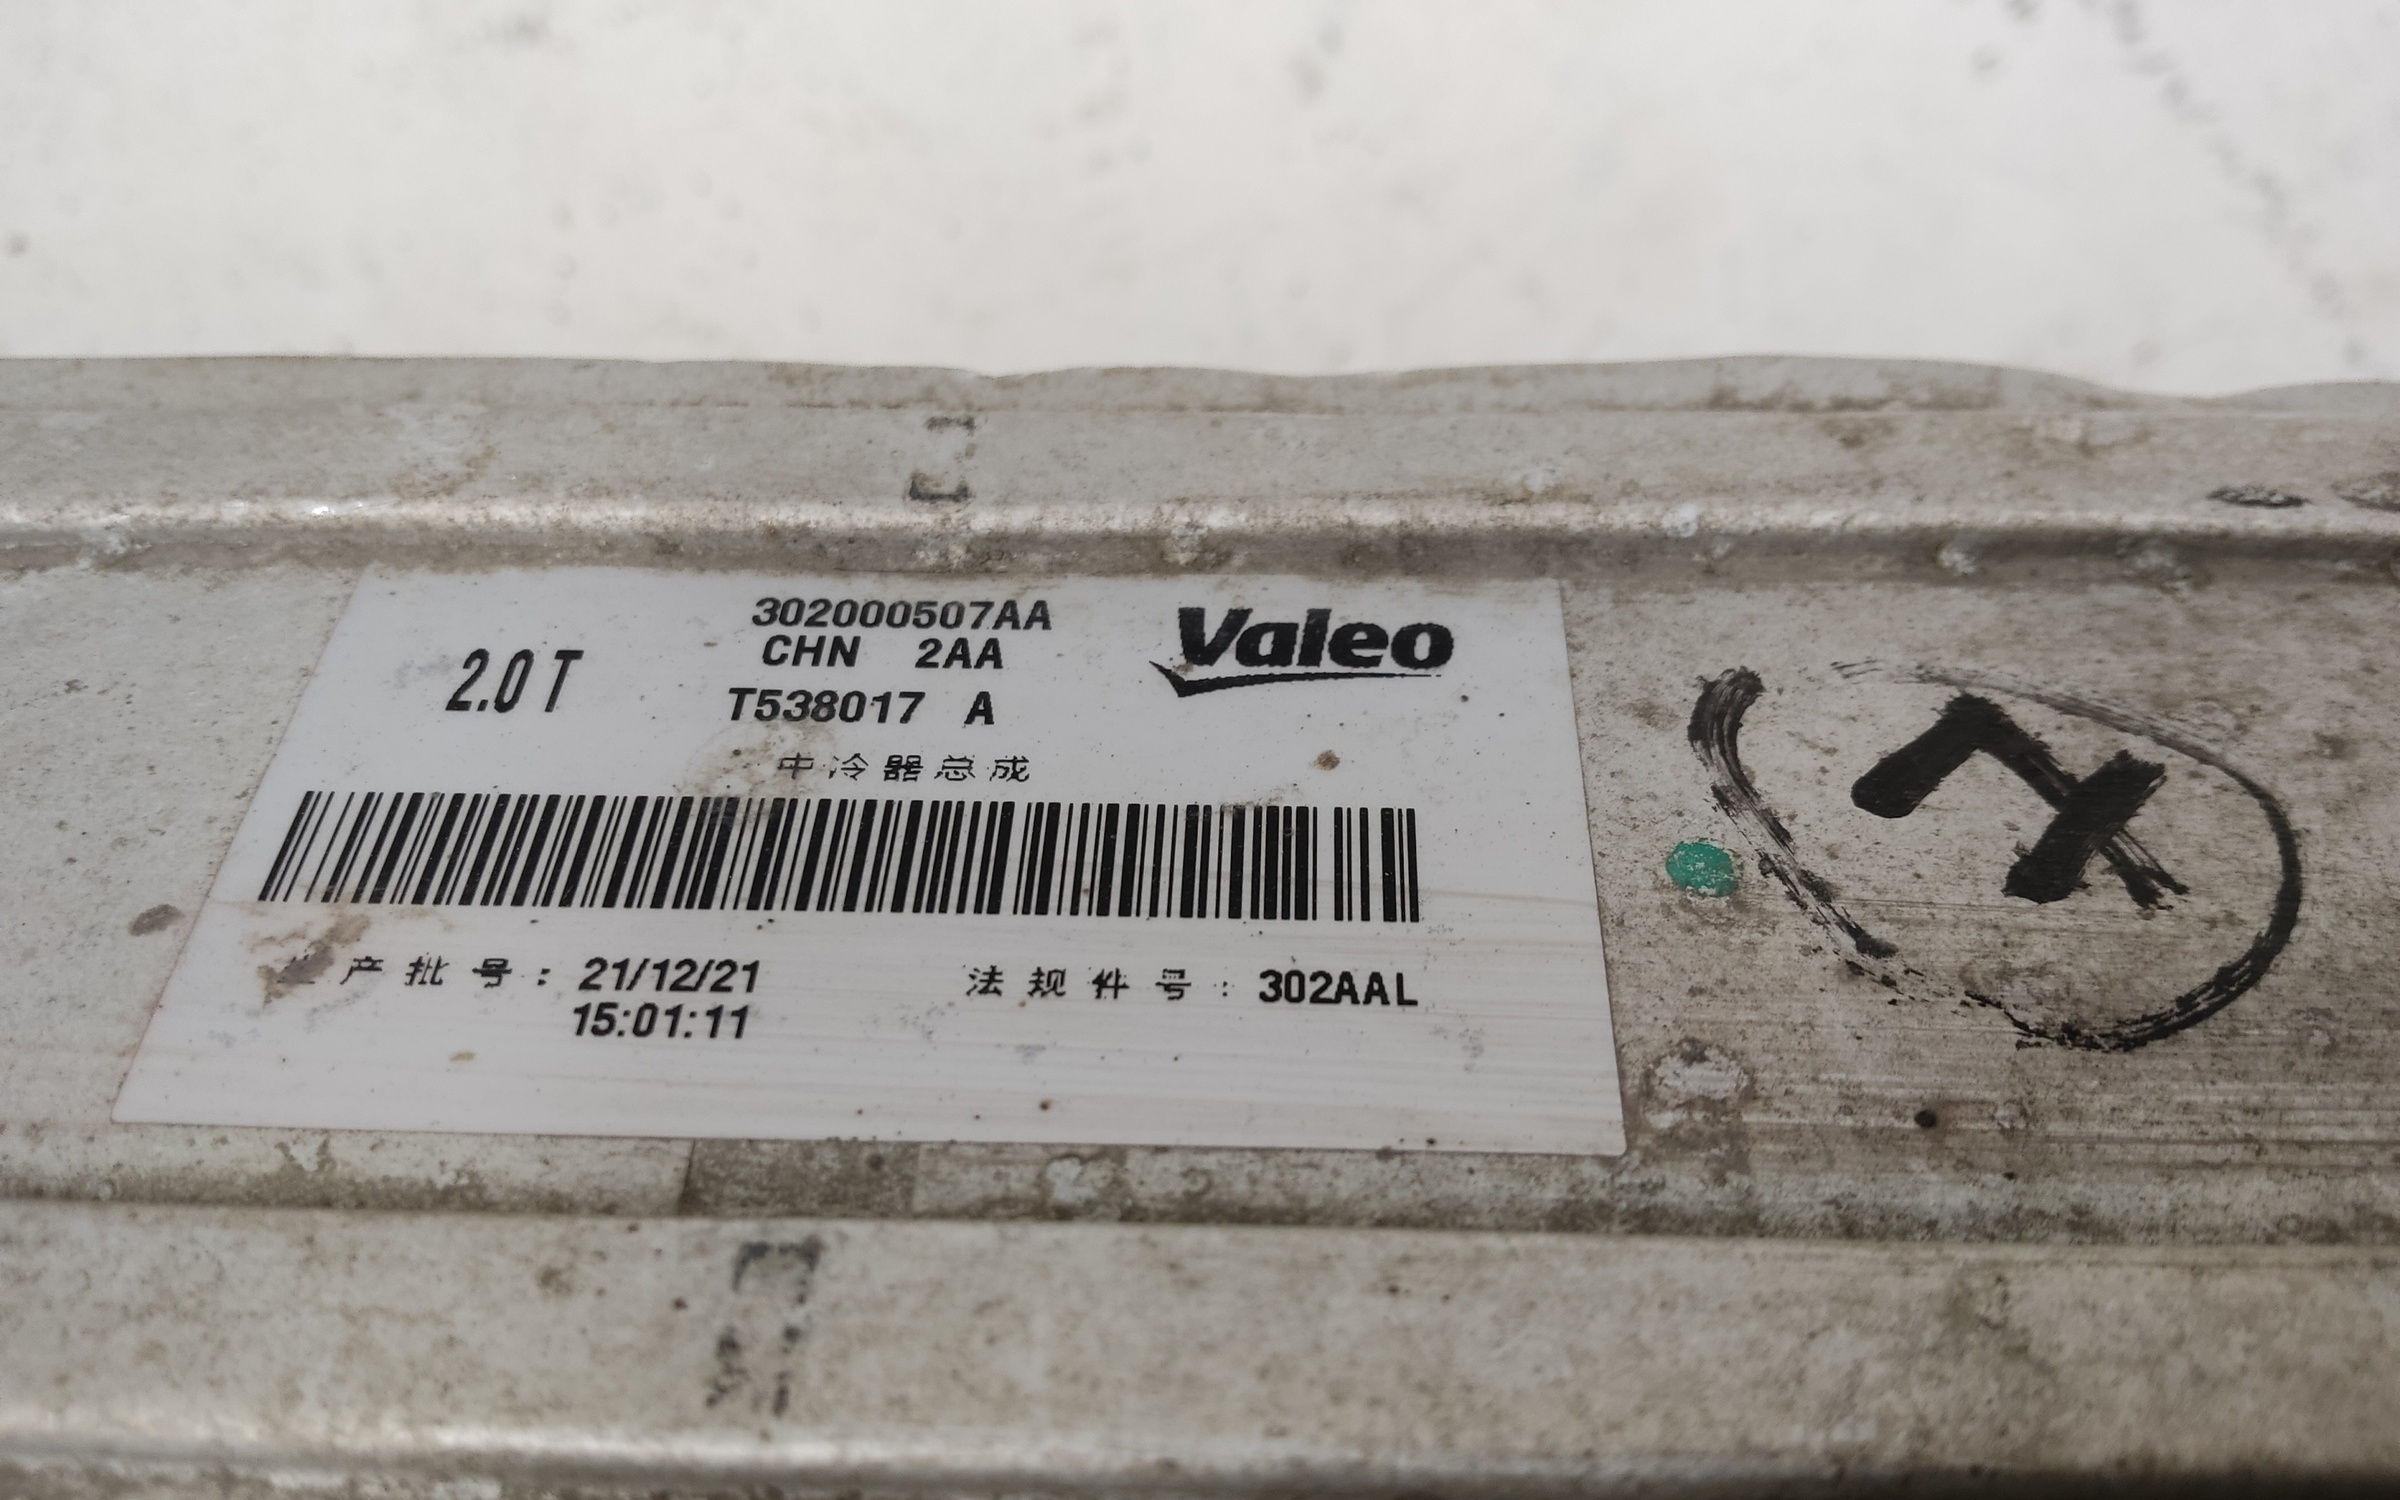 302000507AA
CHN 2AA
Valeo
2.0T
T538017 A
中冷器总成
生产批号: 21/12/21
15:01:11
法规件号: 302AAL